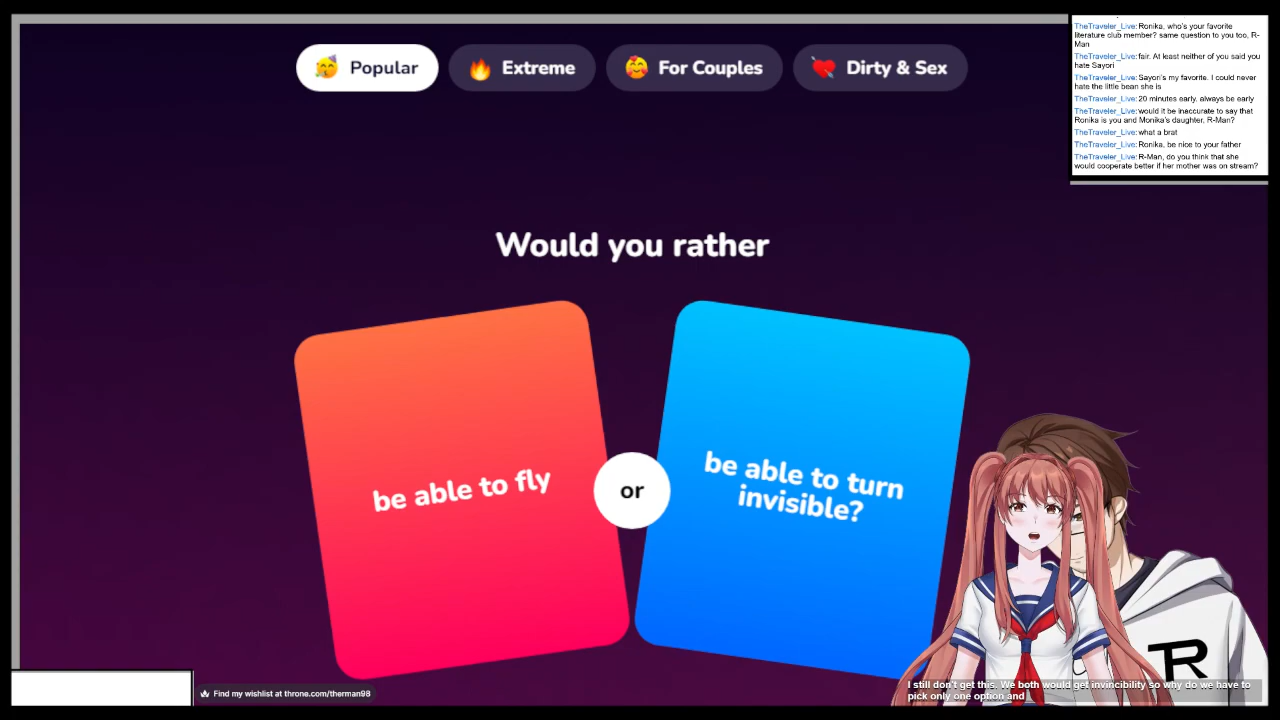 🥳 Popular
🔥 Extreme
🥰 For Couples
💘 Dirty & Sex
TheTraveler_Live: Ronika, who's your favorite
literature club member? same question to you too, R-
Man
TheTraveler_Live: fair. At least neither of you said you
hate Sayori
TheTraveler_Live: Sayori's my favorite. I could never
hate the little bean she is
TheTraveler_Live: 20 minutes early, always be early
TheTraveler_Live: would it be inaccurate to say that
Ronika is you and Monika's daughter, R-Man?
TheTraveler_Live: what a brat
TheTraveler_Live: Ronika, be nice to your father
TheTraveler_Live: R-Man, do you think that she
would cooperate better if her mother was on stream?
Would you rather
be able to fly
or
be able to turn
invisible?
R
I still don't get this. We both would get invincibility so why do we have to
pick only one option and
Find my wishlist at throne.com/therman98